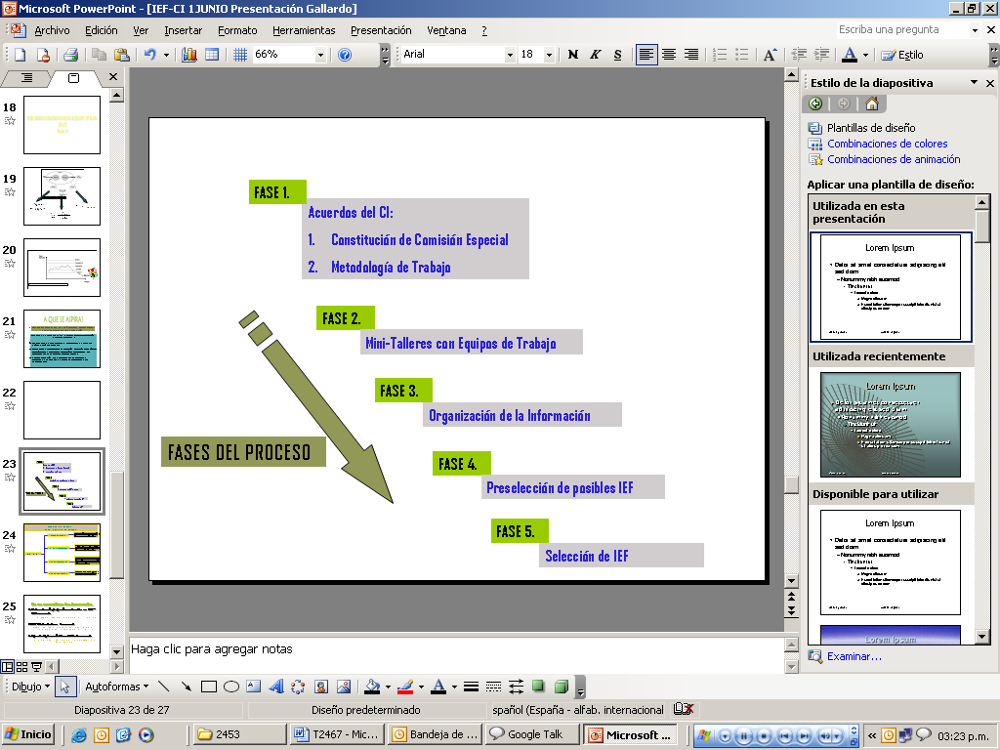 Microsoft PowerPoint - [IEF-CI 1JUNIO Presentación Gallardo]
Archivo Edición Ver Insertar Formato Herramientas Presentación Ventana ?
Escriba una pregunta
66%
Arial
18
N K S
Estilo
18
19
20
21
A QUE SE ASPIRA!
22
23
24
25
FASE 1.
Acuerdos del CI:
1. Constitución de Comisión Especial
2. Metodología de Trabajo
FASE 2.
Mini-Talleres con Equipos de Trabajo
FASE 3.
Organización de la Información
FASES DEL PROCESO
FASE 4.
Preselección de posibles IEF
FASE 5.
Selección de IEF
Estilo de la diapositiva
Plantillas de diseño
Combinaciones de colores
Combinaciones de animación
Aplicar una plantilla de diseño:
Utilizada en esta
presentación
Lorem Ipsum
Utilizada recientemente
Lorem Ipsum
Disponible para utilizar
Lorem Ipsum
Lorem Ipsum
Examinar...
Haga clic para agregar notas
Dibujo
Autoformas
Diapositiva 23 de 27
Diseño predeterminado
spañol (España - alfab. internacional
Inicio
2453
T2467 - Mic...
Bandeja de ...
Google Talk
Microsoft ...
03:23 p.m.